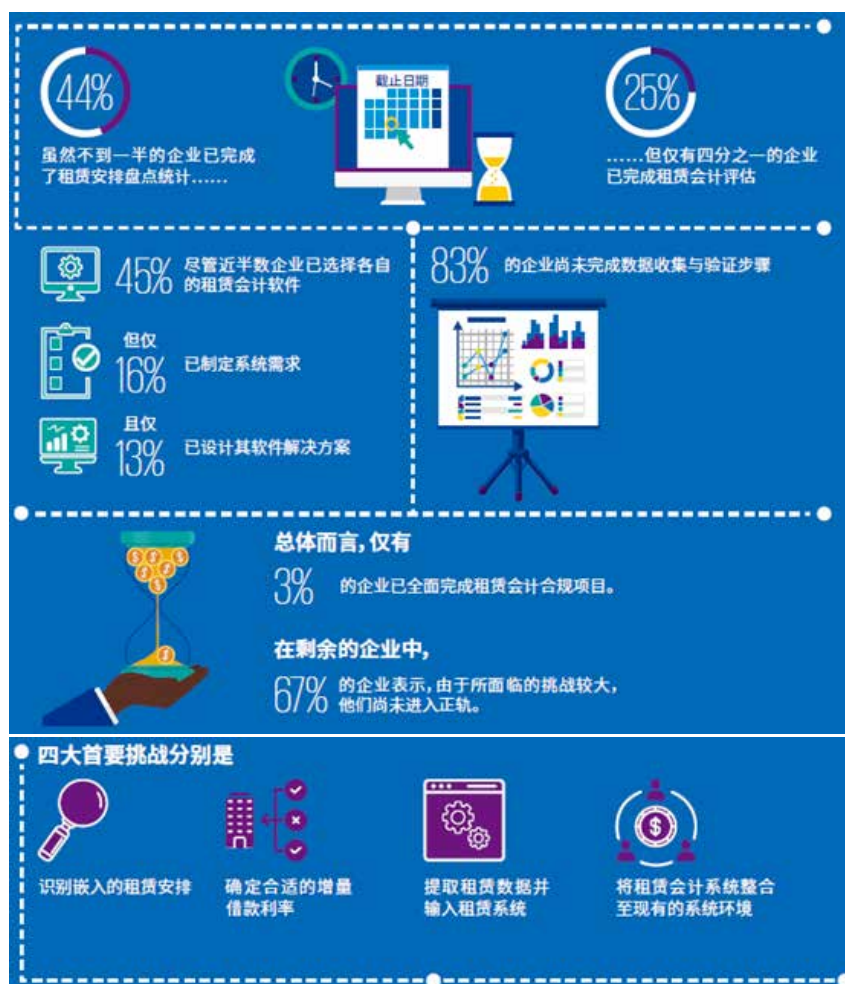 44%
虽然不到一半的企业已完成
了租赁安排盘点统计……
截止日期
25%
……但仅有四分之一的企业
已完成租赁会计评估
45%
尽管近半数企业已选择各自
的租赁会计软件
但仅
16%
已制定系统需求
且仅
13%
已设计其软件解决方案
83%
的企业尚未完成数据收集与验证步骤
总体而言，仅有
3%
的企业已全面完成租赁会计合规项目。
在剩余的企业中，
67%
的企业表示，由于所面临的挑战较大，
他们尚未进入正轨。
四大首要挑战分别是
识别嵌入的租赁安排
确定合适的增量
借款利率
提取租赁数据并
输入租赁系统
将租赁会计系统整合
至现有的系统环境